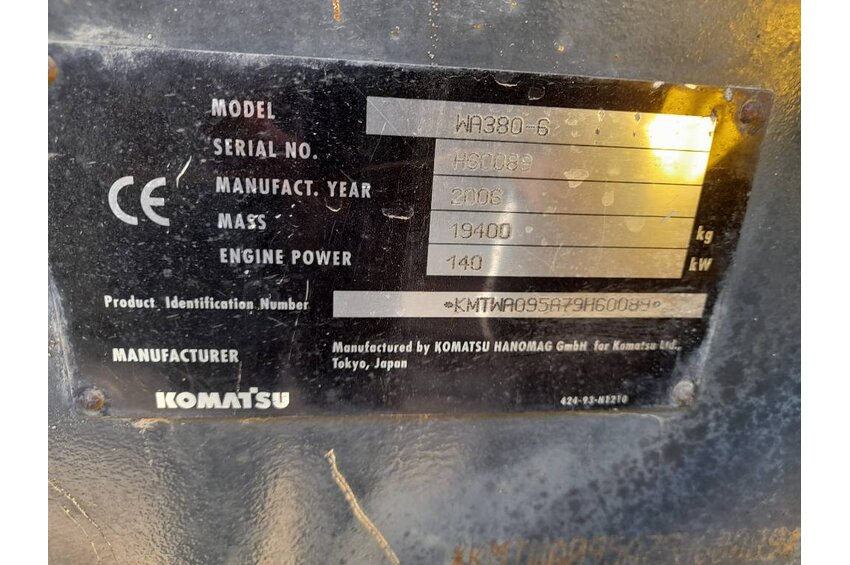 MODEL WA380-6
SERIAL NO. H60089
MANUFACT. YEAR 2006
MASS 19400 kg
ENGINE POWER 140 kW
CE
Product Identification Number *KMTWA095A79H60089*
MANUFACTURER Manufactured by KOMATSU HANOMAG GmbH for Komatsu Ltd.,
Tokyo, Japan
KOMATSU 424-93-N1210